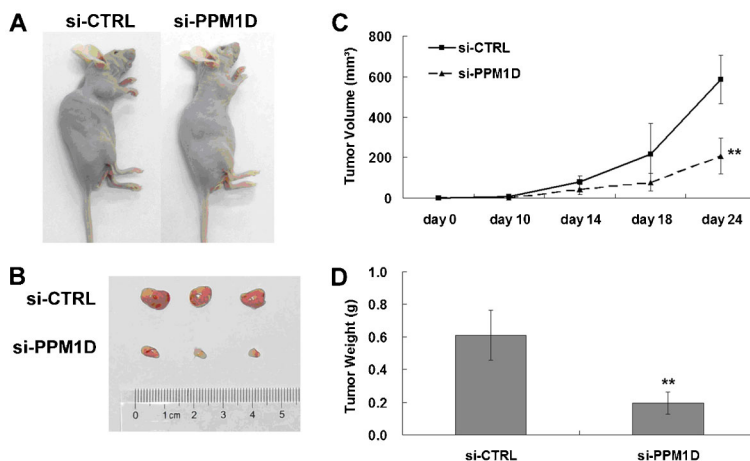 A
si-CTRL si-PPM1D
B
si-CTRL
si-PPM1D
0 1 cm 2 3 4 5
C
Tumor Volume (mm³)
800
600
400
200
0
si-CTRL
si-PPM1D
**
day 0 day 10 day 14 day 18 day 24
D
Tumor Weight (g)
1.0
0.8
0.6
0.4
0.2
0.0
**
si-CTRL si-PPM1D